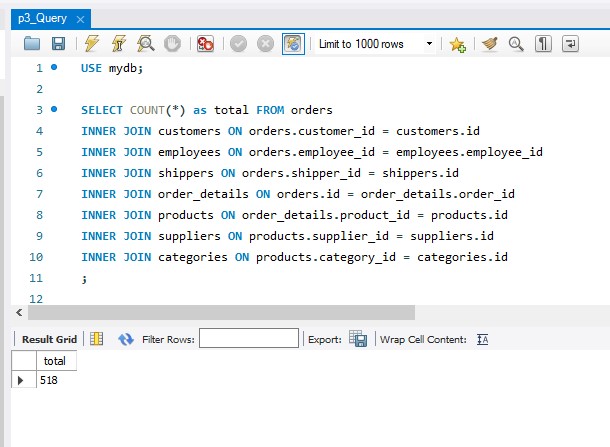 p3_Query ×
Limit to 1000 rows
1 USE mydb;
2
3 SELECT COUNT(*) as total FROM orders
4 INNER JOIN customers ON orders.customer_id = customers.id
5 INNER JOIN employees ON orders.employee_id = employees.employee_id
6 INNER JOIN shippers ON orders.shipper_id = shippers.id
7 INNER JOIN order_details ON orders.id = order_details.order_id
8 INNER JOIN products ON order_details.product_id = products.id
9 INNER JOIN suppliers ON products.supplier_id = suppliers.id
10 INNER JOIN categories ON products.category_id = categories.id
11 ;
12
Result Grid Filter Rows: Export: Wrap Cell Content:
total
518